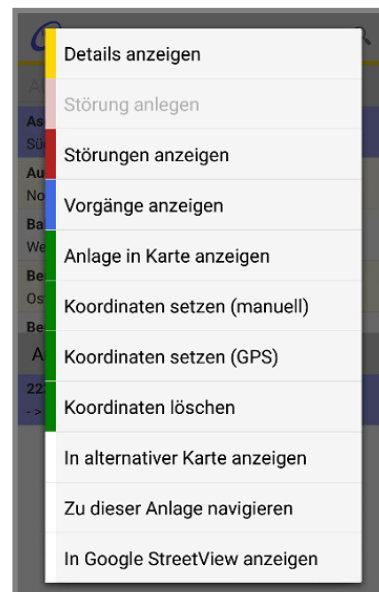 Details anzeigen
Störung anlegen
Störungen anzeigen
Vorgänge anzeigen
Anlage in Karte anzeigen
Koordinaten setzen (manuell)
Koordinaten setzen (GPS)
Koordinaten löschen
In alternativer Karte anzeigen
Zu dieser Anlage navigieren
In Google StreetView anzeigen